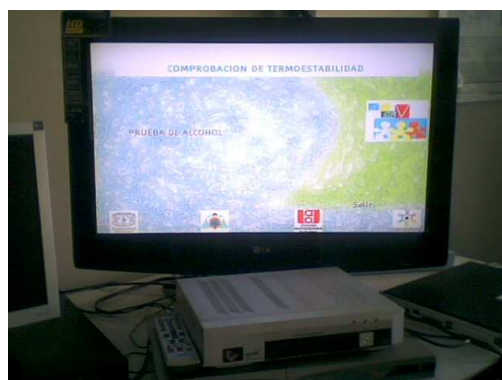 HD
COMPROBACION DE TERMOESTABILIDAD
PRUEBA DE ALCOHOL
Salir
LG